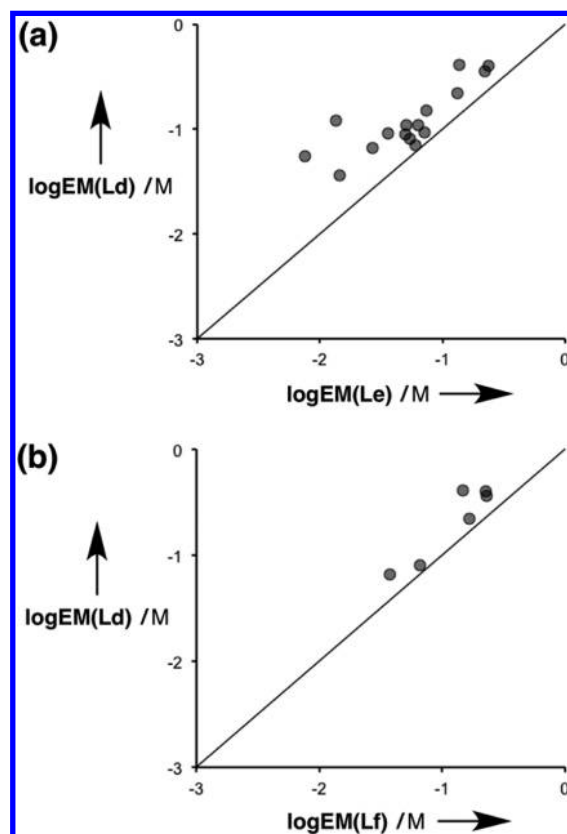 (a)
0
-1
logEM(Ld) /M
-2
-3
-3 -2 -1 0
logEM(Le) /M
(b)
0
-1
logEM(Ld) /M
-2
-3
-3 -2 -1 0
logEM(Lf) /M